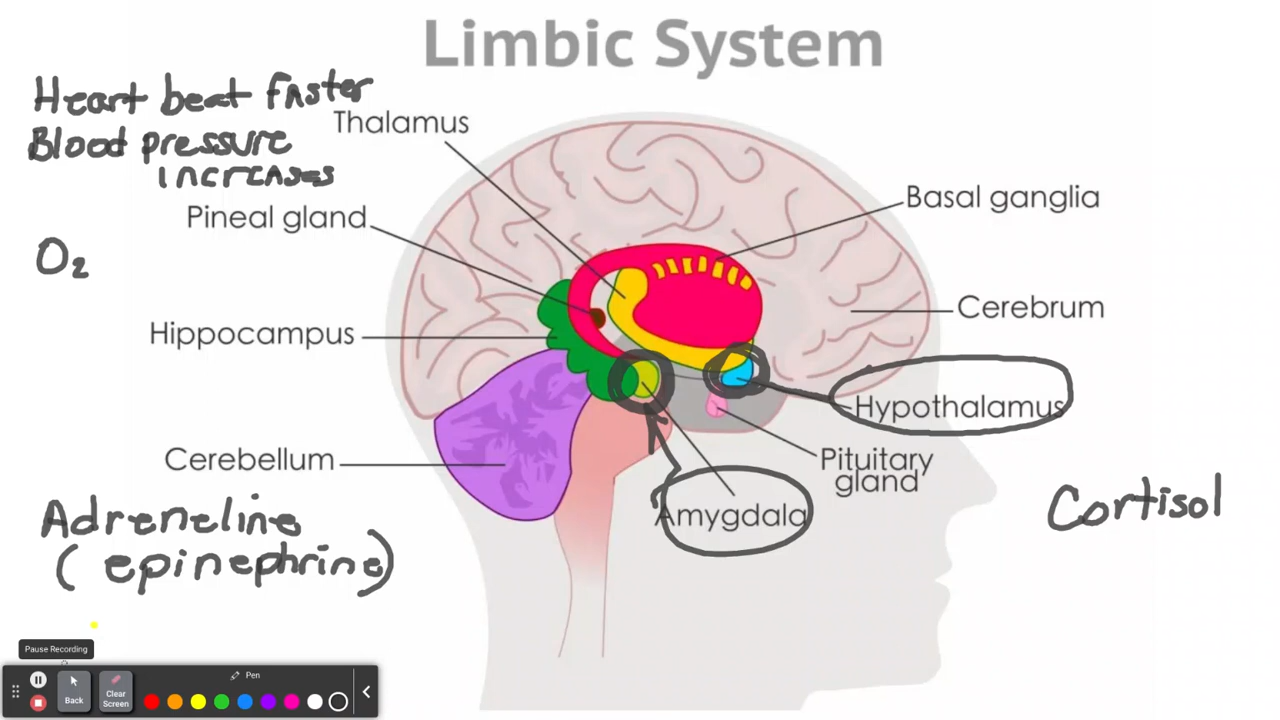 Limbic System
Heart beat faster
Blood pressure
increases
Thalamus
Pineal gland
Basal ganglia
O₂
Cerebrum
Hippocampus
Hypothalamus
Cerebellum
Pituitary
gland
Amygdala
Adreneline
(epinephrine)
Cortisol
Pause Recording
Pen
Back
Clear
Screen